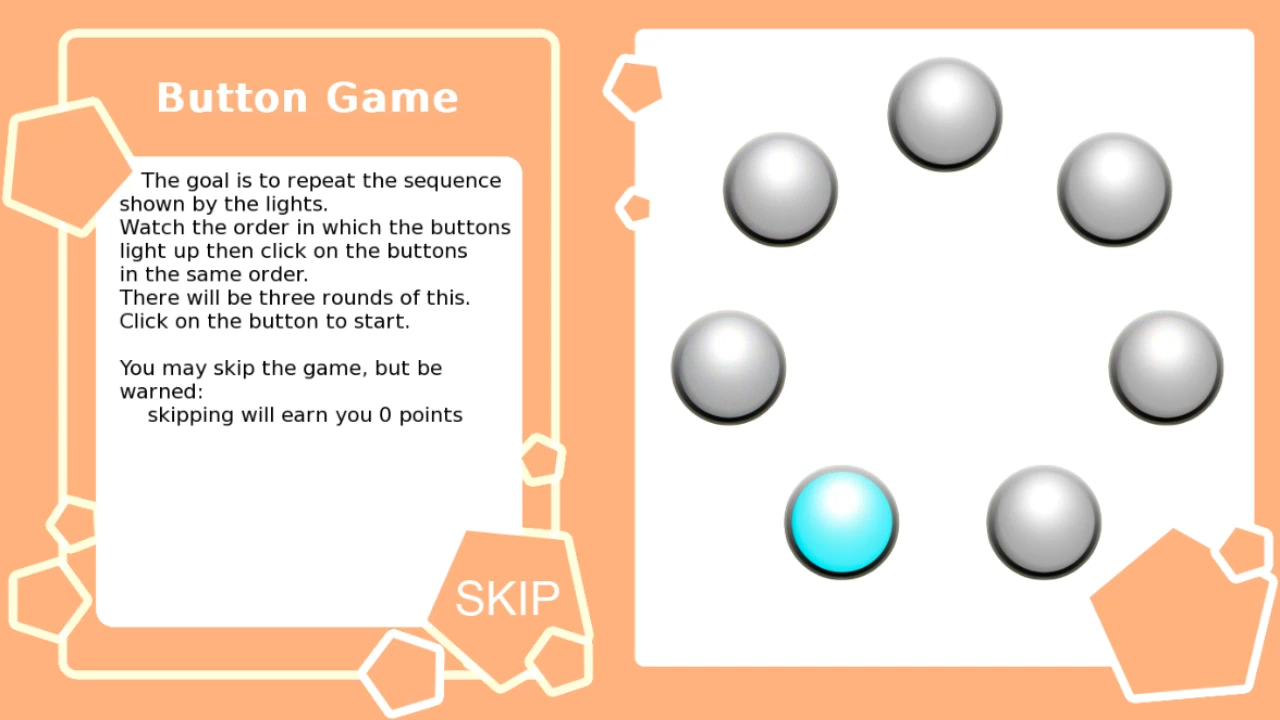 Button Game
The goal is to repeat the sequence
shown by the lights.
Watch the order in which the buttons
light up then click on the buttons
in the same order.
There will be three rounds of this.
Click on the button to start.
You may skip the game, but be
warned:
skipping will earn you 0 points
SKIP